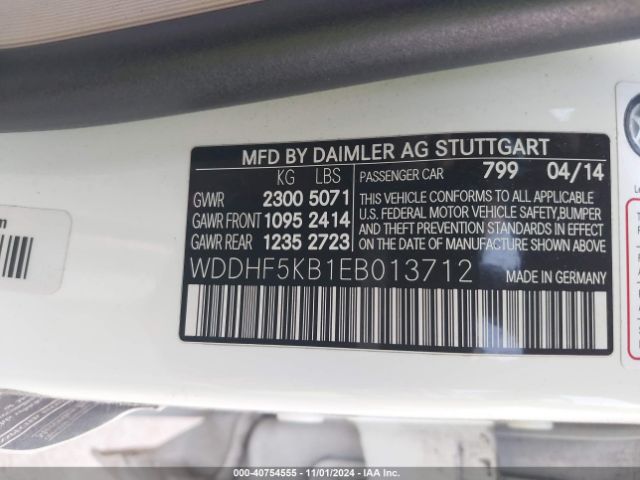 MFD BY DAIMLER AG STUTTGART
KG LBS
GVWR 2300 5071
GAWR FRONT 1095 2414
GAWR REAR 1235 2723
PASSENGER CAR 799 04/14
THIS VEHICLE CONFORMS TO ALL APPLICABLE
U.S. FEDERAL MOTOR VEHICLE SAFETY,BUMPER
AND THEFT PREVENTION STANDARDS IN EFFECT
ON THE DATE OF MANUFACTURE SHOWN ABOVE
WDDHF5KB1EB013712 MADE IN GERMANY
000-40754555 - 11/01/2024 - IAA Inc.